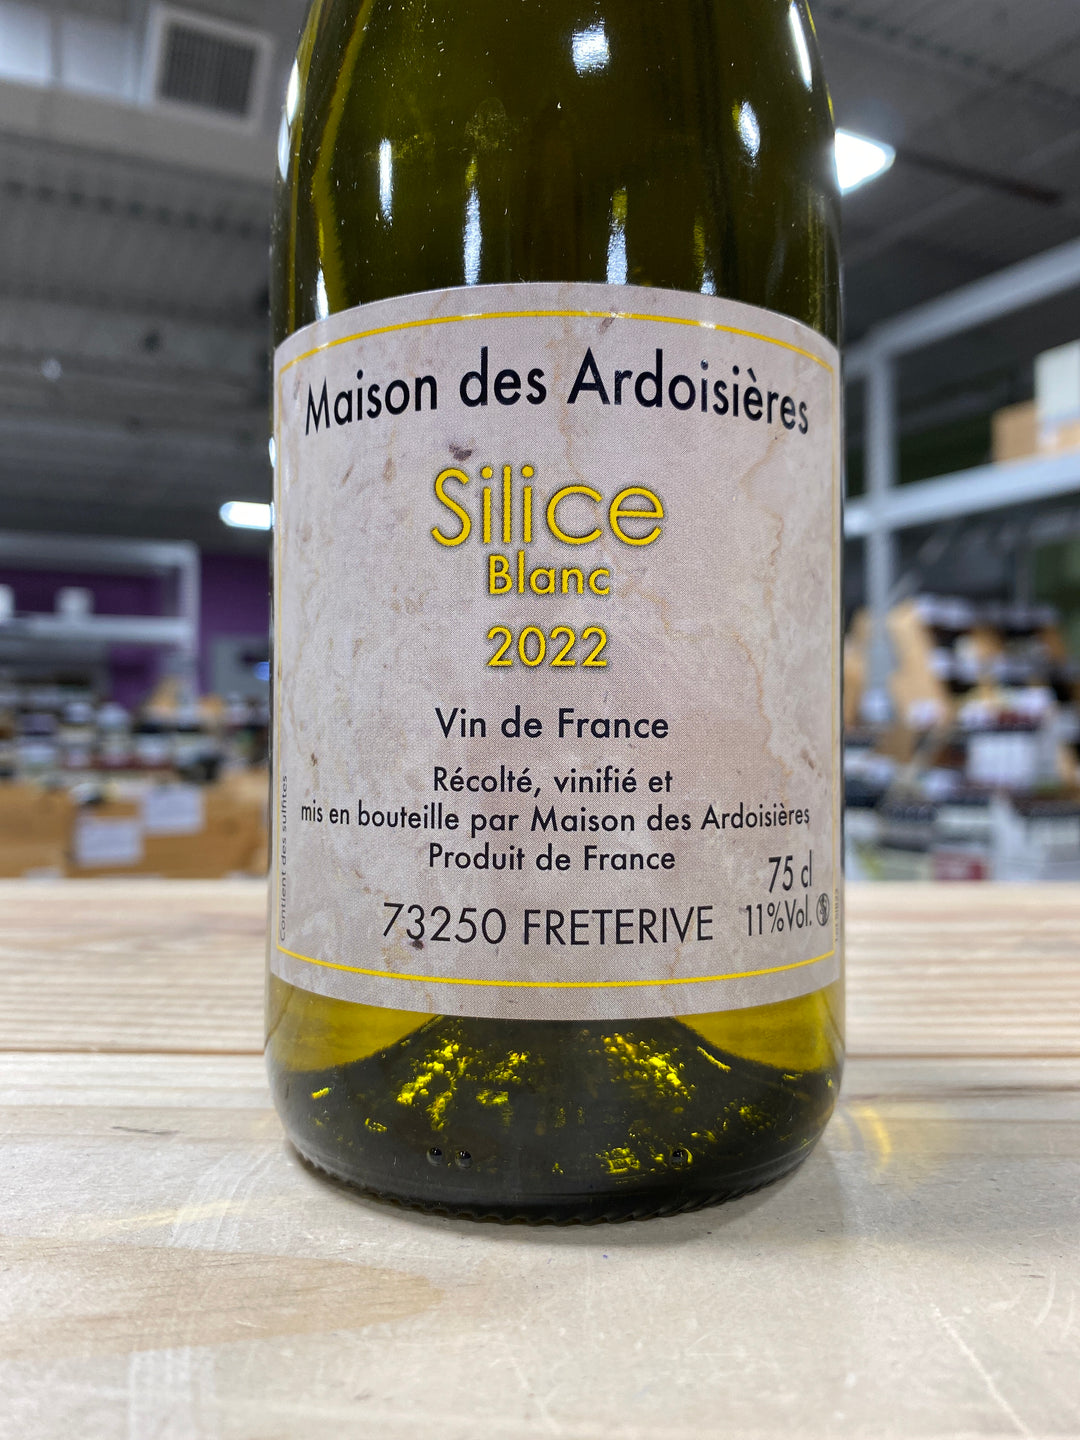 Maison des Ardoisières
Silice
Blanc
2022
Vin de France
Récolté, vinifié et
mis en bouteille par Maison des Ardoisières
Produit de France
75 cl
73250 FRETERIVE
11%Vol.
Contient des sulfites